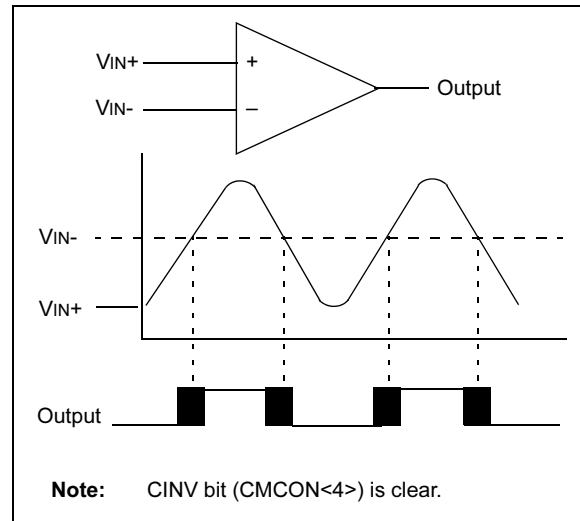 VIN+
+
VIN-
–
Output
VIN-
VIN+
Output
Note: CINV bit (CMCON<4>) is clear.